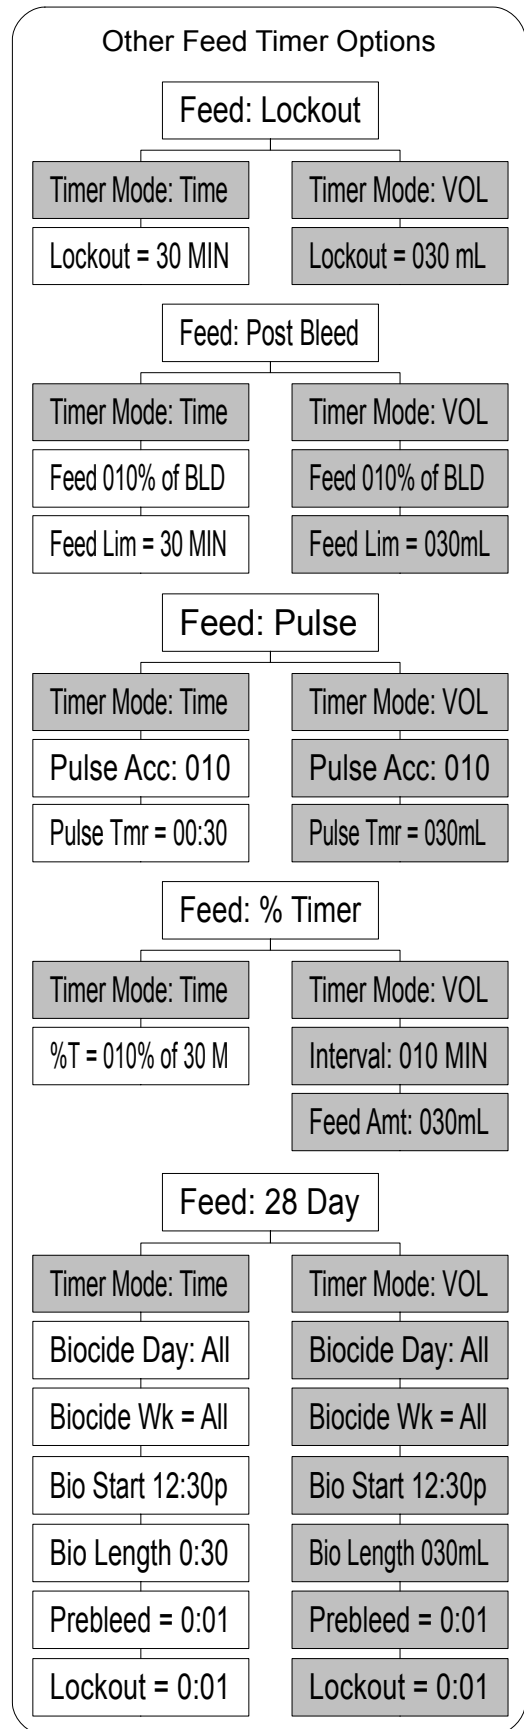 Other Feed Timer Options
Feed: Lockout
Timer Mode: Time
Lockout = 30 MIN
Timer Mode: VOL
Lockout = 030 mL
Feed: Post Bleed
Timer Mode: Time
Feed 010% of BLD
Feed Lim = 30 MIN
Timer Mode: VOL
Feed 010% of BLD
Feed Lim = 030mL
Feed: Pulse
Timer Mode: Time
Pulse Acc: 010
Pulse Tmr = 00:30
Timer Mode: VOL
Pulse Acc: 010
Pulse Tmr = 030mL
Feed: % Timer
Timer Mode: Time
%T = 010% of 30 M
Timer Mode: VOL
Interval: 010 MIN
Feed Amt: 030mL
Feed: 28 Day
Timer Mode: Time
Biocide Day: All
Biocide Wk = All
Bio Start 12:30p
Bio Length 0:30
Prebleed = 0:01
Lockout = 0:01
Timer Mode: VOL
Biocide Day: All
Biocide Wk = All
Bio Start 12:30p
Bio Length 030mL
Prebleed = 0:01
Lockout = 0:01